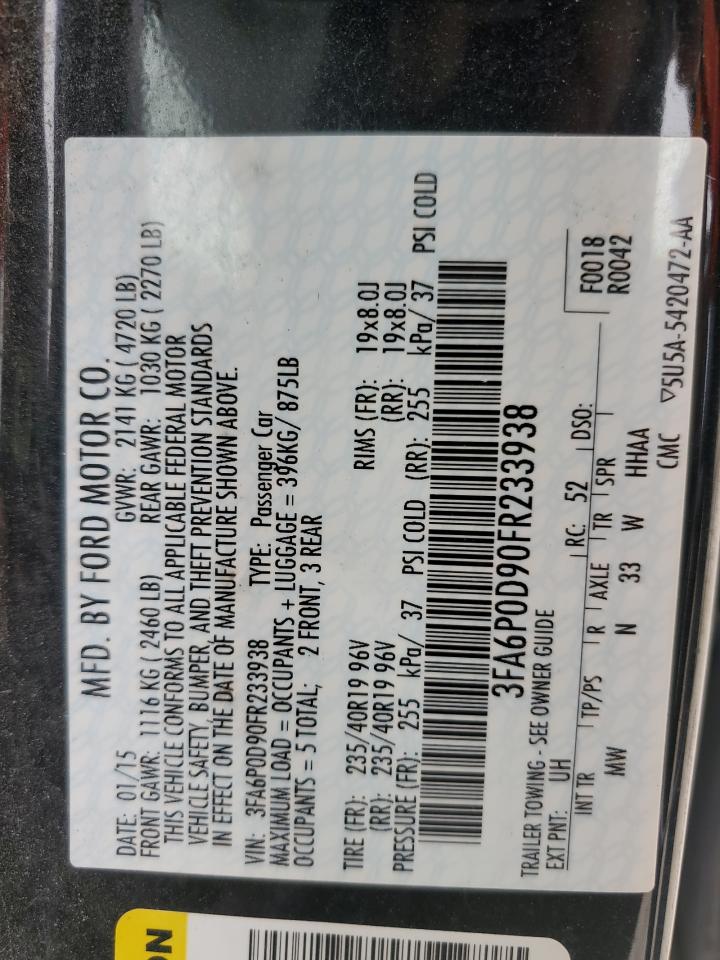 MFD. BY FORD MOTOR CO.
DATE: 01/15 GVWR: 2141 KG ( 4720 LB)
FRONT GAWR: 1116 KG ( 2460 LB) REAR GAWR: 1030 KG ( 2270 LB)
THIS VEHICLE CONFORMS TO ALL APPLICABLE FEDERAL MOTOR
VEHICLE SAFETY, BUMPER, AND THEFT PREVENTION STANDARDS
IN EFFECT ON THE DATE OF MANUFACTURE SHOWN ABOVE.
VIN: 3FA6P0D90FR233938 TYPE: Passenger Car
MAXIMUM LOAD = OCCUPANTS + LUGGAGE = 396KG/ 875LB
OCCUPANTS = 5 TOTAL; 2 FRONT, 3 REAR
TIRE (FR): 235/40R19 96V RIMS (FR): 19x8.0J
(RR): 235/40R19 96V (RR): 19x8.0J
PRESSURE (FR): 255 kPa/ 37 PSI COLD (RR): 255 kPa/ 37 PSI COLD
3FA6P0D90FR233938
TRAILER TOWING - SEE OWNER GUIDE
EXT PNT: UH RC: 52 DSO: F0018
R0042
INT TR TP/PS R AXLE TR SPR
MW N 33 W HHAA
CMC ▽5U5A-5420472-AA
ON